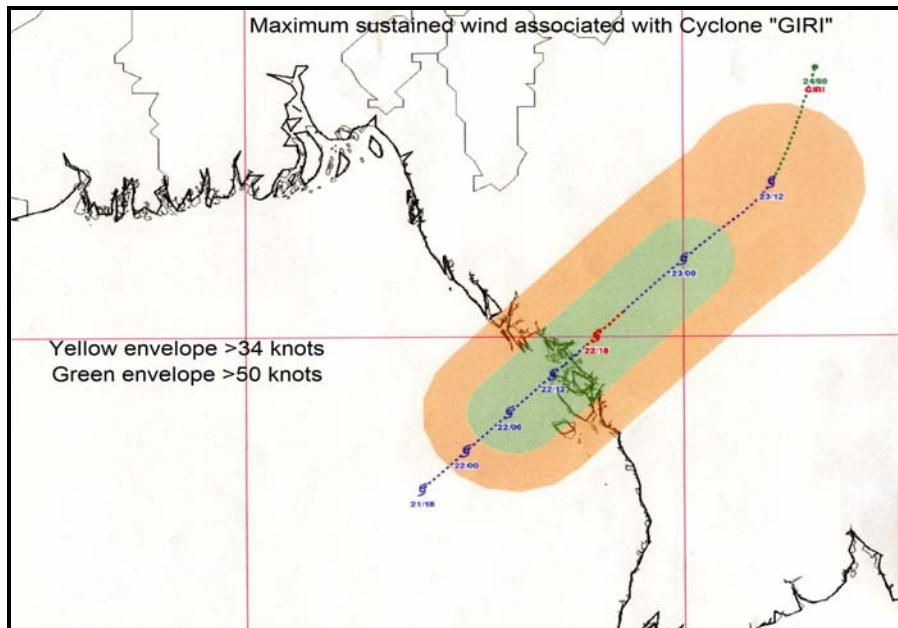 Maximum sustained wind associated with Cyclone "GIRI"
24/00
GIRI
23/12
23/00
Yellow envelope >34 knots
Green envelope >50 knots
22/18
22/12
22/06
22/00
21/18